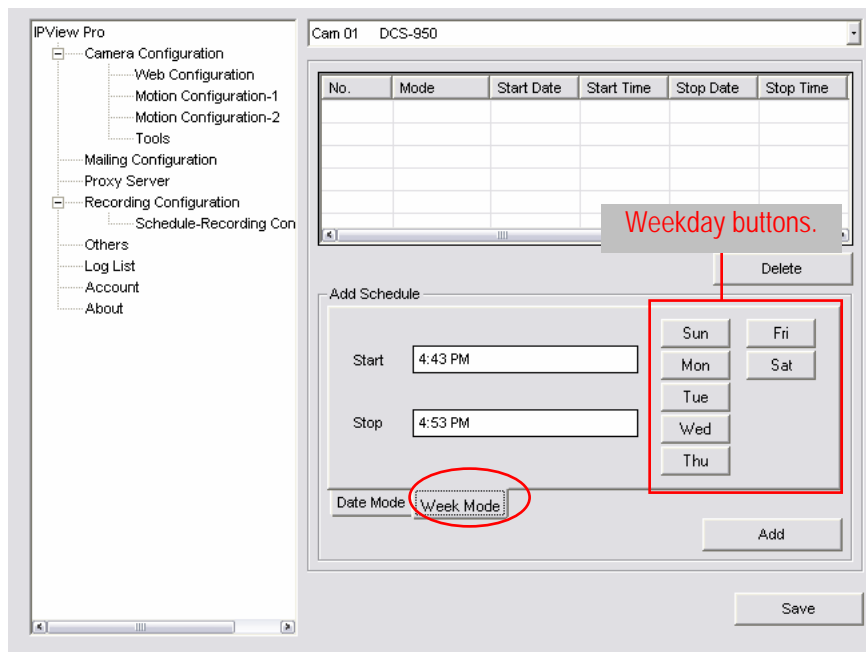 IPView Pro
Camera Configuration
Web Configuration
Motion Configuration-1
Motion Configuration-2
Tools
Mailing Configuration
Proxy Server
Recording Configuration
Schedule-Recording Con
Others
Log List
Account
About
Cam 01 DCS-950
No. Mode Start Date Start Time Stop Date Stop Time
Weekday buttons.
Delete
Add Schedule
Start 4:43 PM
Stop 4:53 PM
Sun Fri
Mon Sat
Tue
Wed
Thu
Date Mode Week Mode
Add
Save